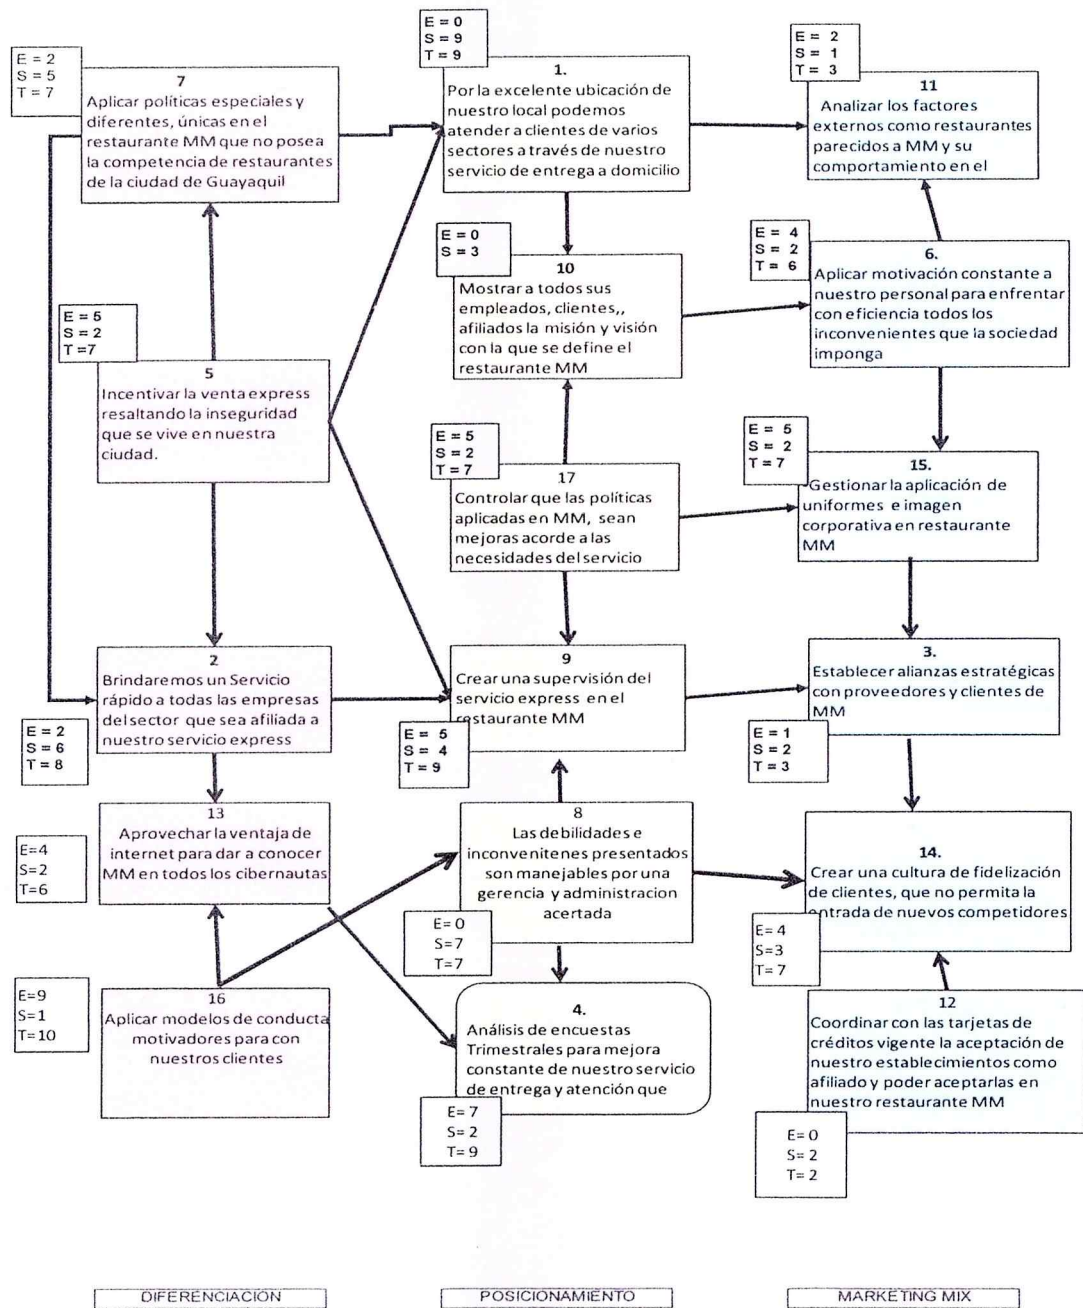 E = 2
S = 5
T = 7
7
Aplicar políticas especiales y
diferentes, únicas en el
restaurante MM que no posea
la competencia de restaurantes
de la ciudad de Guayaquil
E = 0
S = 9
T = 9
1.
Por la excelente ubicación de
nuestro local podemos
atender a clientes de varios
sectores a través de nuestro
servicio de entrega a domicilio
E = 2
S = 1
T = 3
11
Analizar los factores
externos como restaurantes
parecidos a MM y su
comportamiento en el
E = 5
S = 2
T =7
5
Incentivar la venta express
resaltando la inseguridad
que se vive en nuestra
ciudad.
E = 0
S = 3
10
Mostrar a todos sus
empleados, clientes,,
afiliados la misión y visión
con la que se define el
restaurante MM
E = 4
S = 2
T = 6
6.
Aplicar motivación constante a
nuestro personal para enfrentar
con eficiencia todos los
inconvenientes que la sociedad
imponga
E = 5
S = 2
T = 7
17
Controlar que las políticas
aplicadas en MM, sean
mejoras acorde a las
necesidades del servicio
E = 5
S = 2
T = 7
15.
-Gestionar la aplicación de
uniformes e imagen
corporativa en restaurante
MM
2
Brindaremos un Servicio
rápido a todas las empresas
del sector que sea afiliada a
nuestro servicio express
E = 2
S = 6
T = 8
9
Crear una supervisión del
servicio express en el
restaurante MM
E = 5
S = 4
T = 9
3.
Establecer alianzas estratégicas
con proveedores y clientes de
MM
E = 1
S = 2
T = 3
13
Aprovechar la ventaja de
internet para dar a conocer
MM en todos los cibernautas
E=4
S=2
T=6
8
Las debilidades e
inconvenitenes presentados
son manejables por una
gerencia y administracion
acertada
E= 0
S=7
T=7
14.
Crear una cultura de fidelización
de clientes, que no permita la
entrada de nuevos competidores
E= 4
S=3
T=7
E=9
S=1
T=10
16
Aplicar modelos de conducta
motivadores para con
nuestros clientes
4.
Análisis de encuestas
Trimestrales para mejora
constante de nuestro servicio
de entrega y atención que
E= 7
S= 2
T= 9
12
Coordinar con las tarjetas de
créditos vigente la aceptación de
nuestro establecimientos como
afiliado y poder aceptarlas en
nuestro restaurante MM
E= 0
S= 2
T= 2
DIFERENCIACIÓN
POSICIONAMIENTO
MARKETING MIX